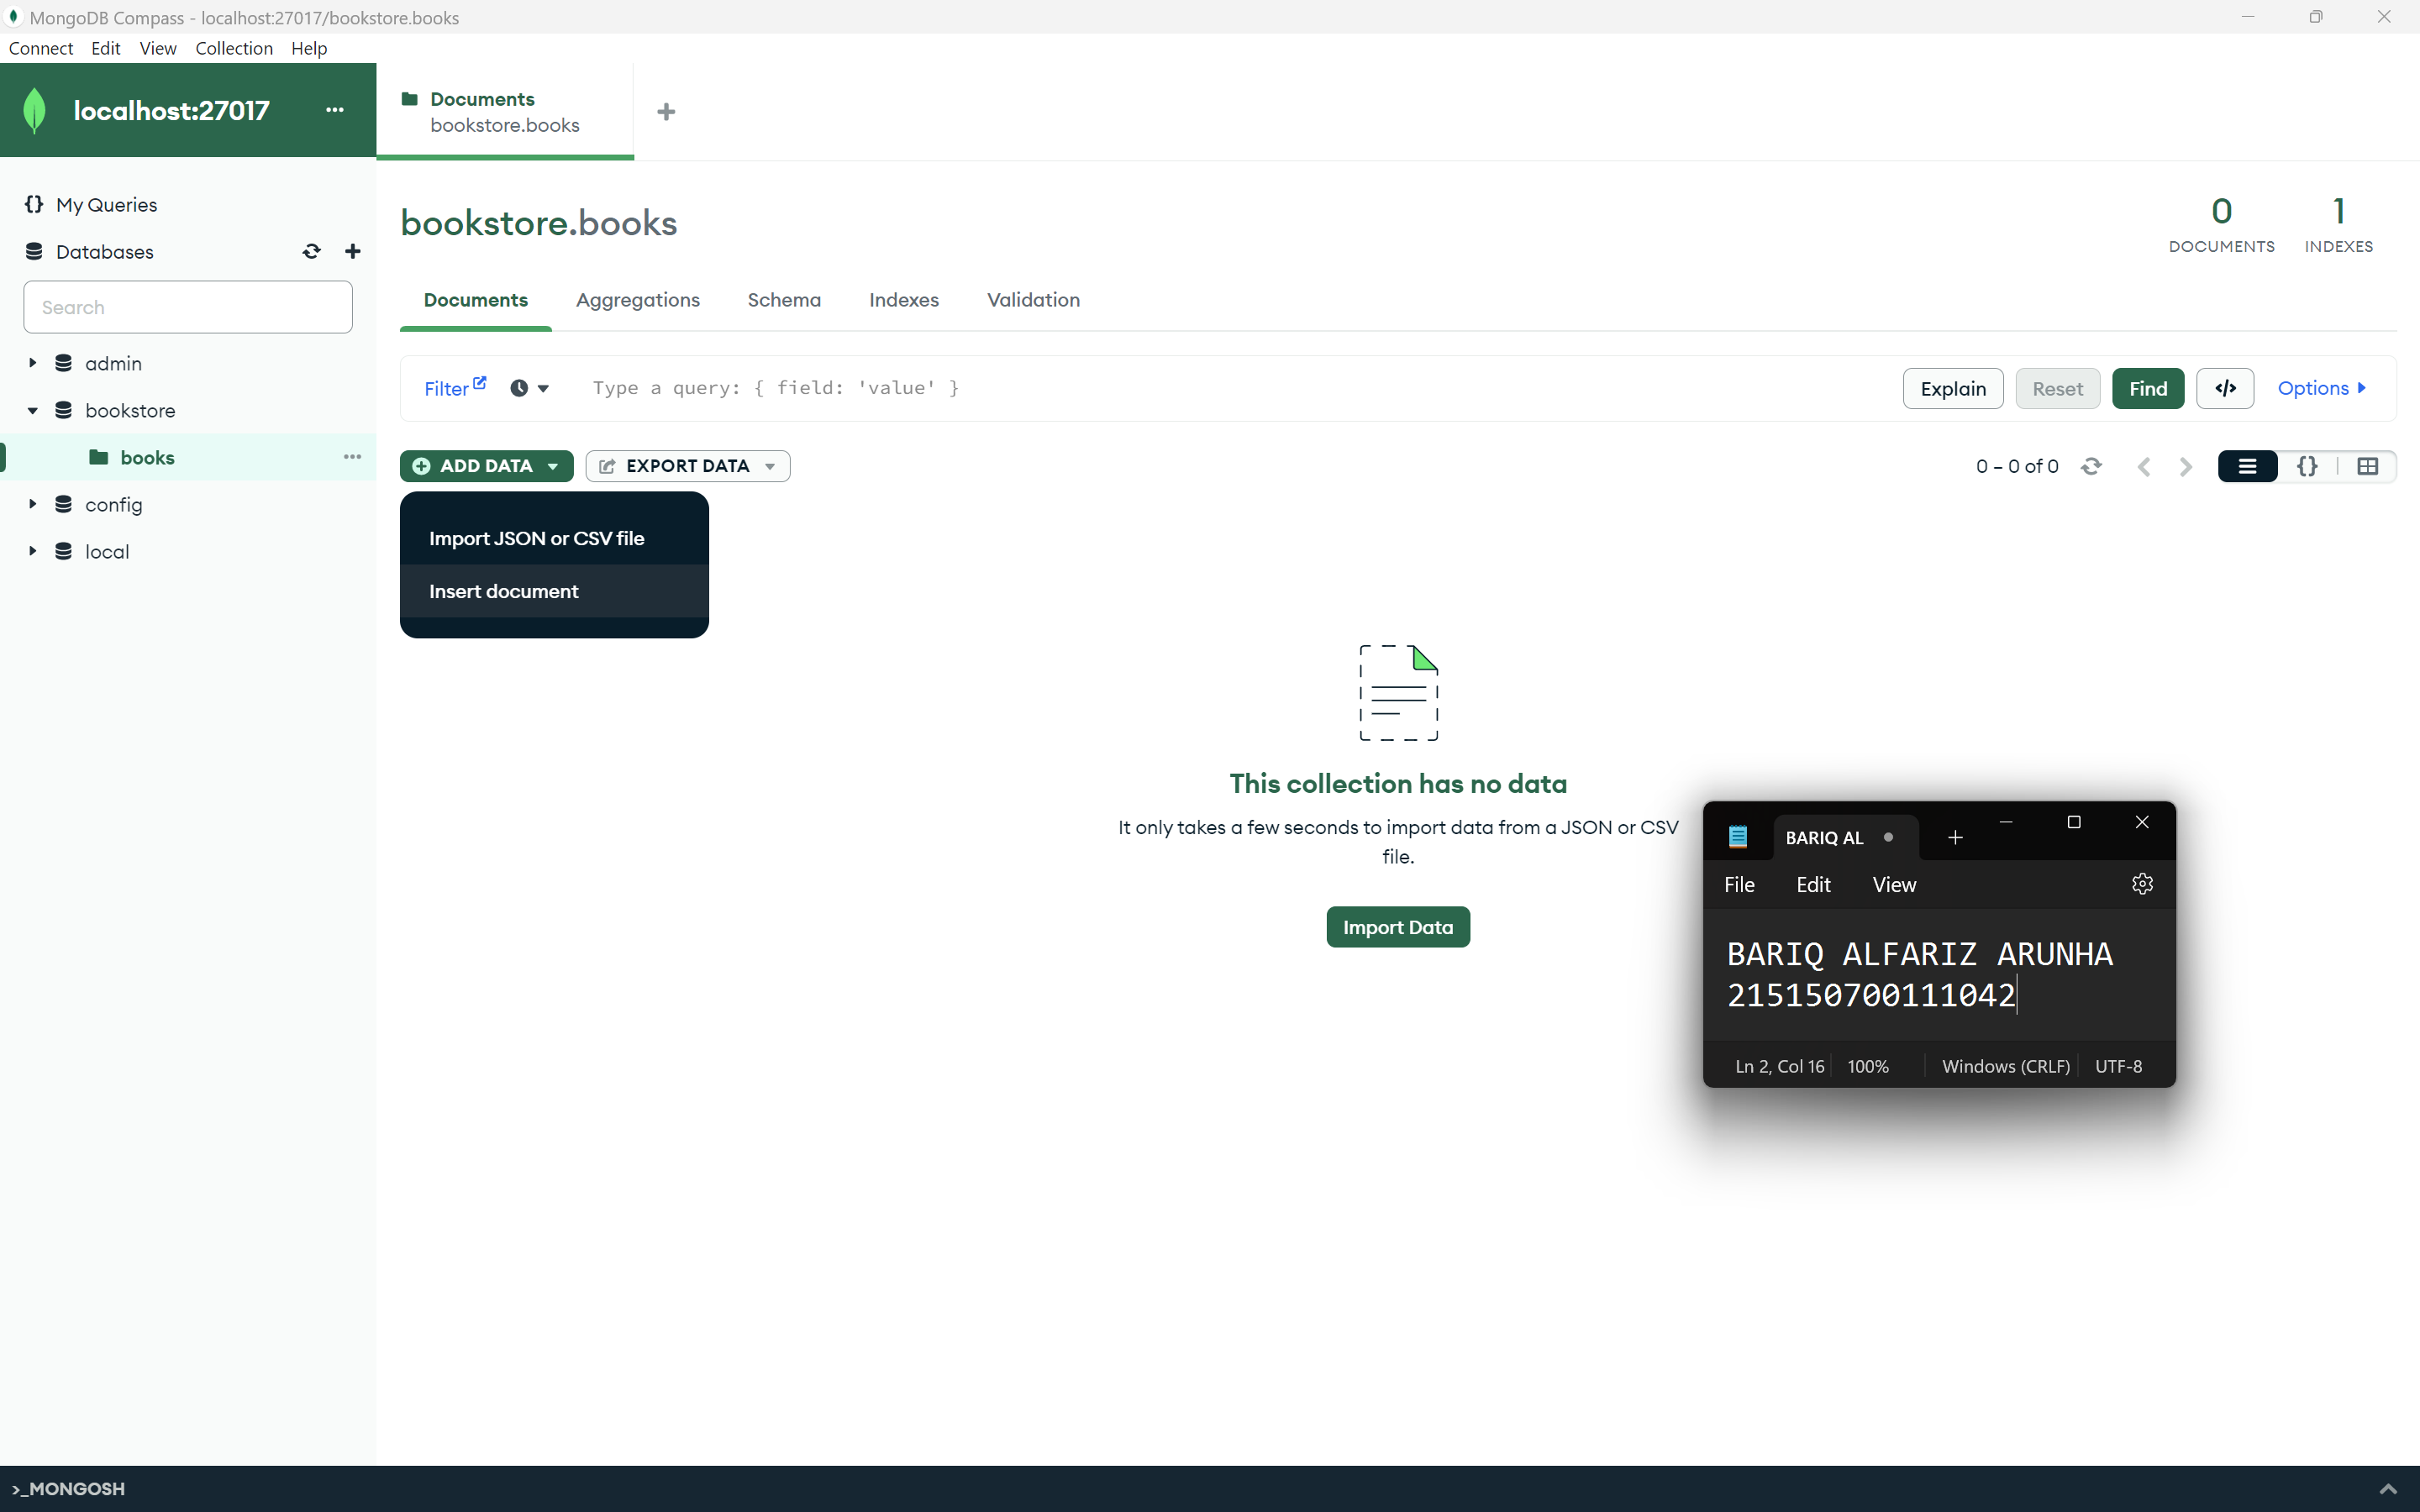 MongoDB Compass - localhost:27017/bookstore.books
Connect Edit View Collection Help
localhost:27017 ...
Documents
bookstore.books
{} My Queries
Databases
Search
admin
bookstore
books ...
config
local
bookstore.books
0
DOCUMENTS
1
INDEXES
Documents Aggregations Schema Indexes Validation
Filter Type a query: { field: 'value' } Explain Reset Find </> Options
ADD DATA EXPORT DATA 0 – 0 of 0 {}
Import JSON or CSV file
Insert document
This collection has no data
It only takes a few seconds to import data from a JSON or CSV
file.
Import Data
BARIQ AL
File Edit View
BARIQ ALFARIZ ARUNHA
215150700111042
Ln 2, Col 16 100% Windows (CRLF) UTF-8
>_MONGOSH